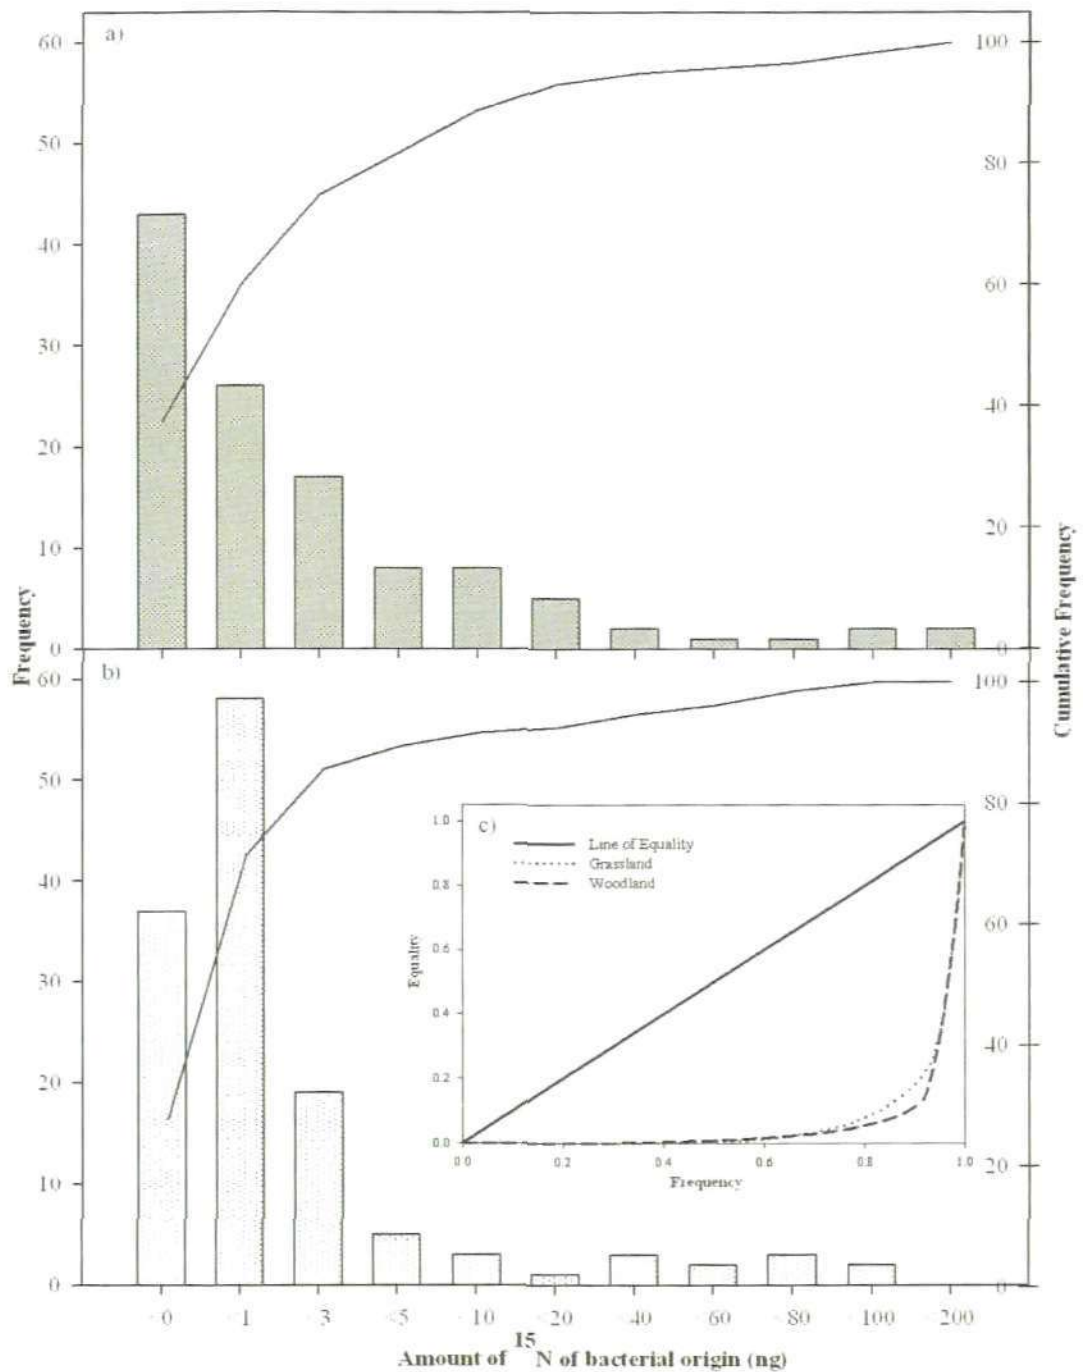 a)
60
50
40
30
20
10
0
100
80
60
40
20
0
Frequency
Cumulative Frequency
b)
60
50
40
30
20
10
0
100
80
60
40
20
0
c)
Line of Equality
Grassland
Woodland
1.0
0.8
0.6
0.4
0.2
0.0
Equality
0.0 0.2 0.4 0.6 0.8 1.0
Frequency
0 1 3 <5 10 <20 40 60 <80 100 200
Amount of 15N of bacterial origin (ng)